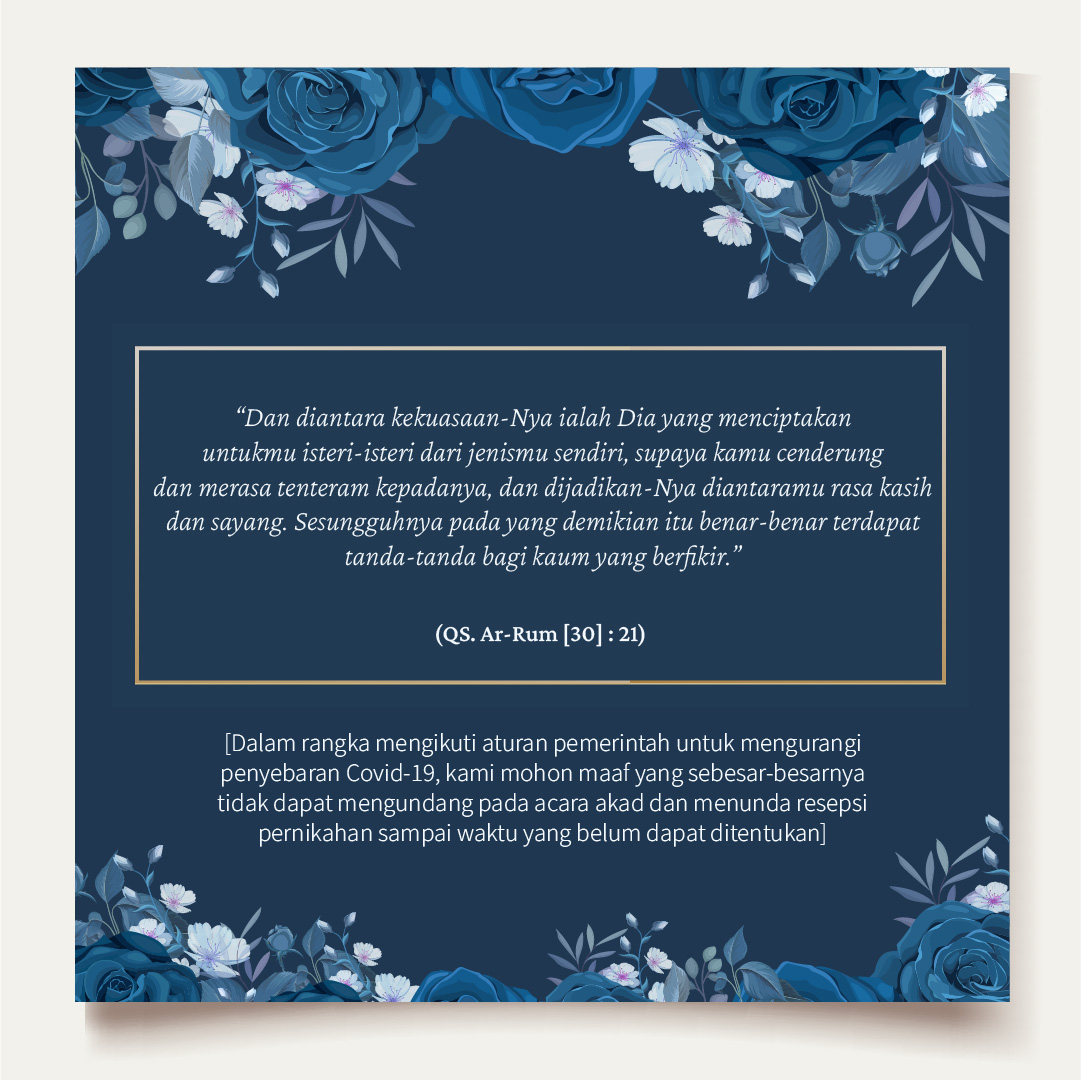 “Dan diantara kekuasaan-Nya ialah Dia yang menciptakan
untukmu isteri-isteri dari jenismu sendiri, supaya kamu cenderung
dan merasa tenteram kepadanya, dan dijadikan-Nya diantaramu rasa kasih
dan sayang. Sesungguhnya pada yang demikian itu benar-benar terdapat
tanda-tanda bagi kaum yang berfikir.”
(QS. Ar-Rum [30] : 21)
[Dalam rangka mengikuti aturan pemerintah untuk mengurangi
penyebaran Covid-19, kami mohon maaf yang sebesar-besarnya
tidak dapat mengundang pada acara akad dan menunda resepsi
pernikahan sampai waktu yang belum dapat ditentukan]